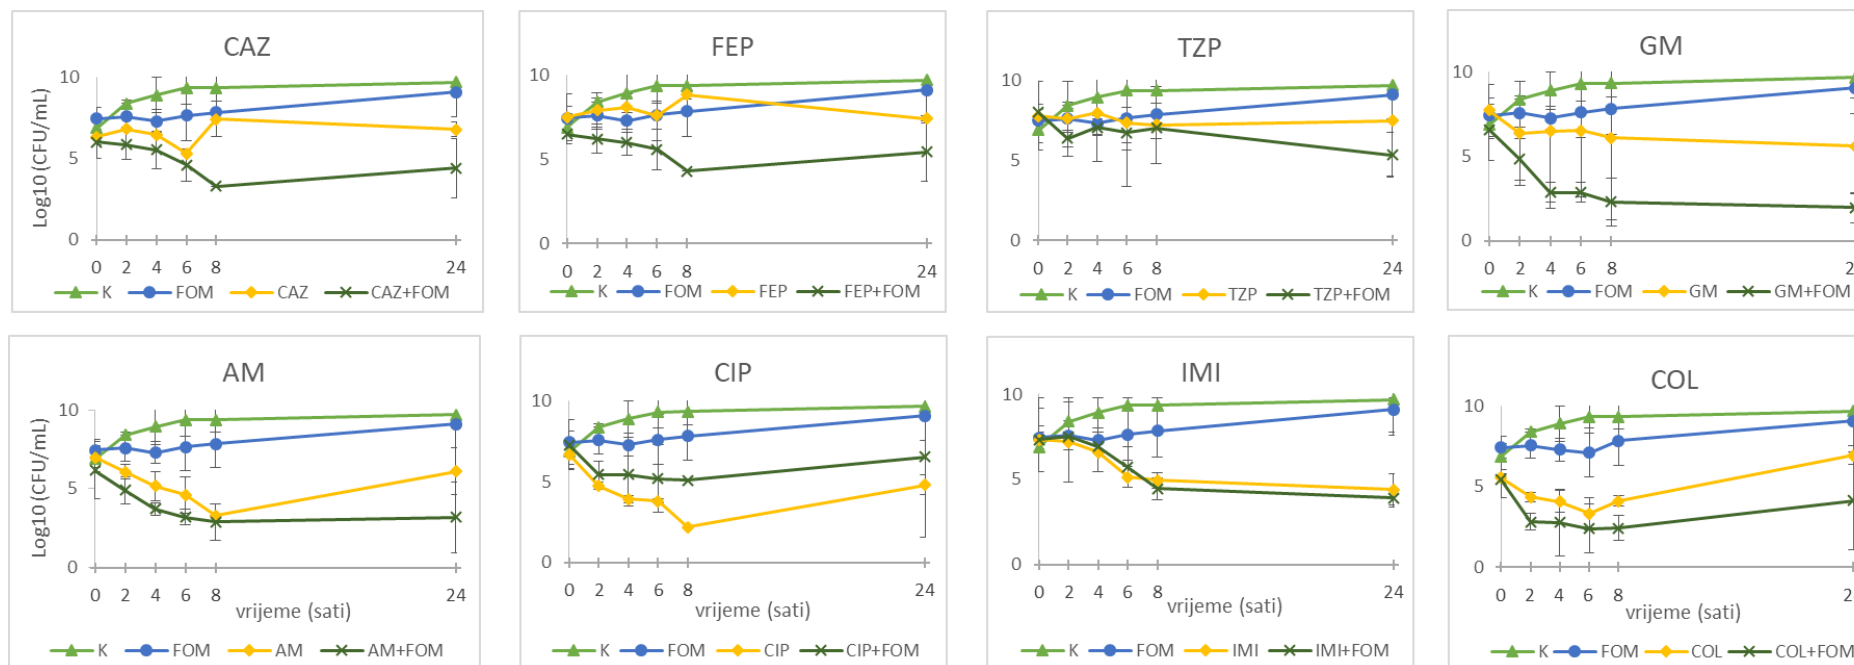 CAZ
Log10 (CFU/mL)
10
5
0
0 2 4 6 8 24
K FOM CAZ CAZ+FOM
FEP
10
5
0
0 2 4 6 8 24
K FOM FEP FEP+FOM
TZP
10
5
0
0 2 4 6 8 24
K FOM TZP TZP+FOM
GM
10
5
0
0 2 4 6 8 2
K FOM GM GM+FOM
AM
Log10 (CFU/mL)
10
5
0
0 2 4 6 8 24
vrijeme (sati)
K FOM AM AM+FOM
CIP
10
5
0
0 2 4 6 8 24
vrijeme (sati)
K FOM CIP CIP+FOM
IMI
10
5
0
0 2 4 6 8 24
vrijeme (sati)
K FOM IMI IMI+FOM
COL
10
5
0
0 2 4 6 8 2
vrijeme (sati)
K FOM COL COL+FOM